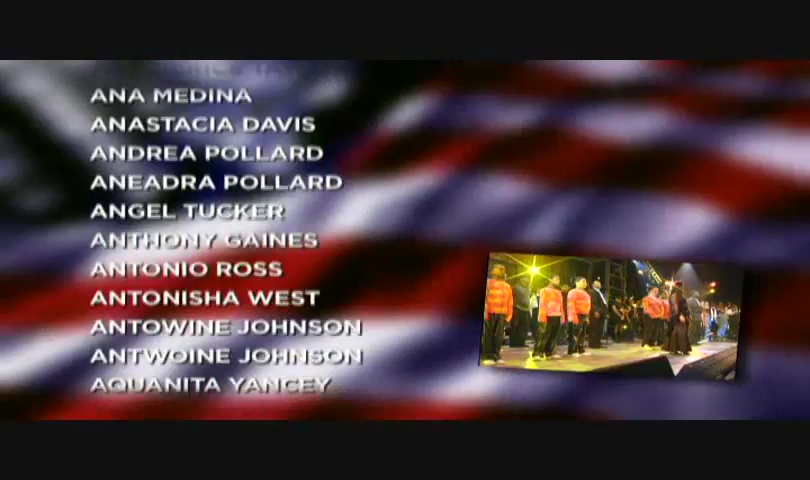 ANA MEDINA
ANASTACIA DAVIS
ANDREA POLLARD
ANEADRA POLLARD
ANGEL TUCKER
ANTHONY GAINES
ANTONIO ROSS
ANTONISHA WEST
ANTOWINE JOHNSON
ANTWOINE JOHNSON
AQUANITA YANCEY